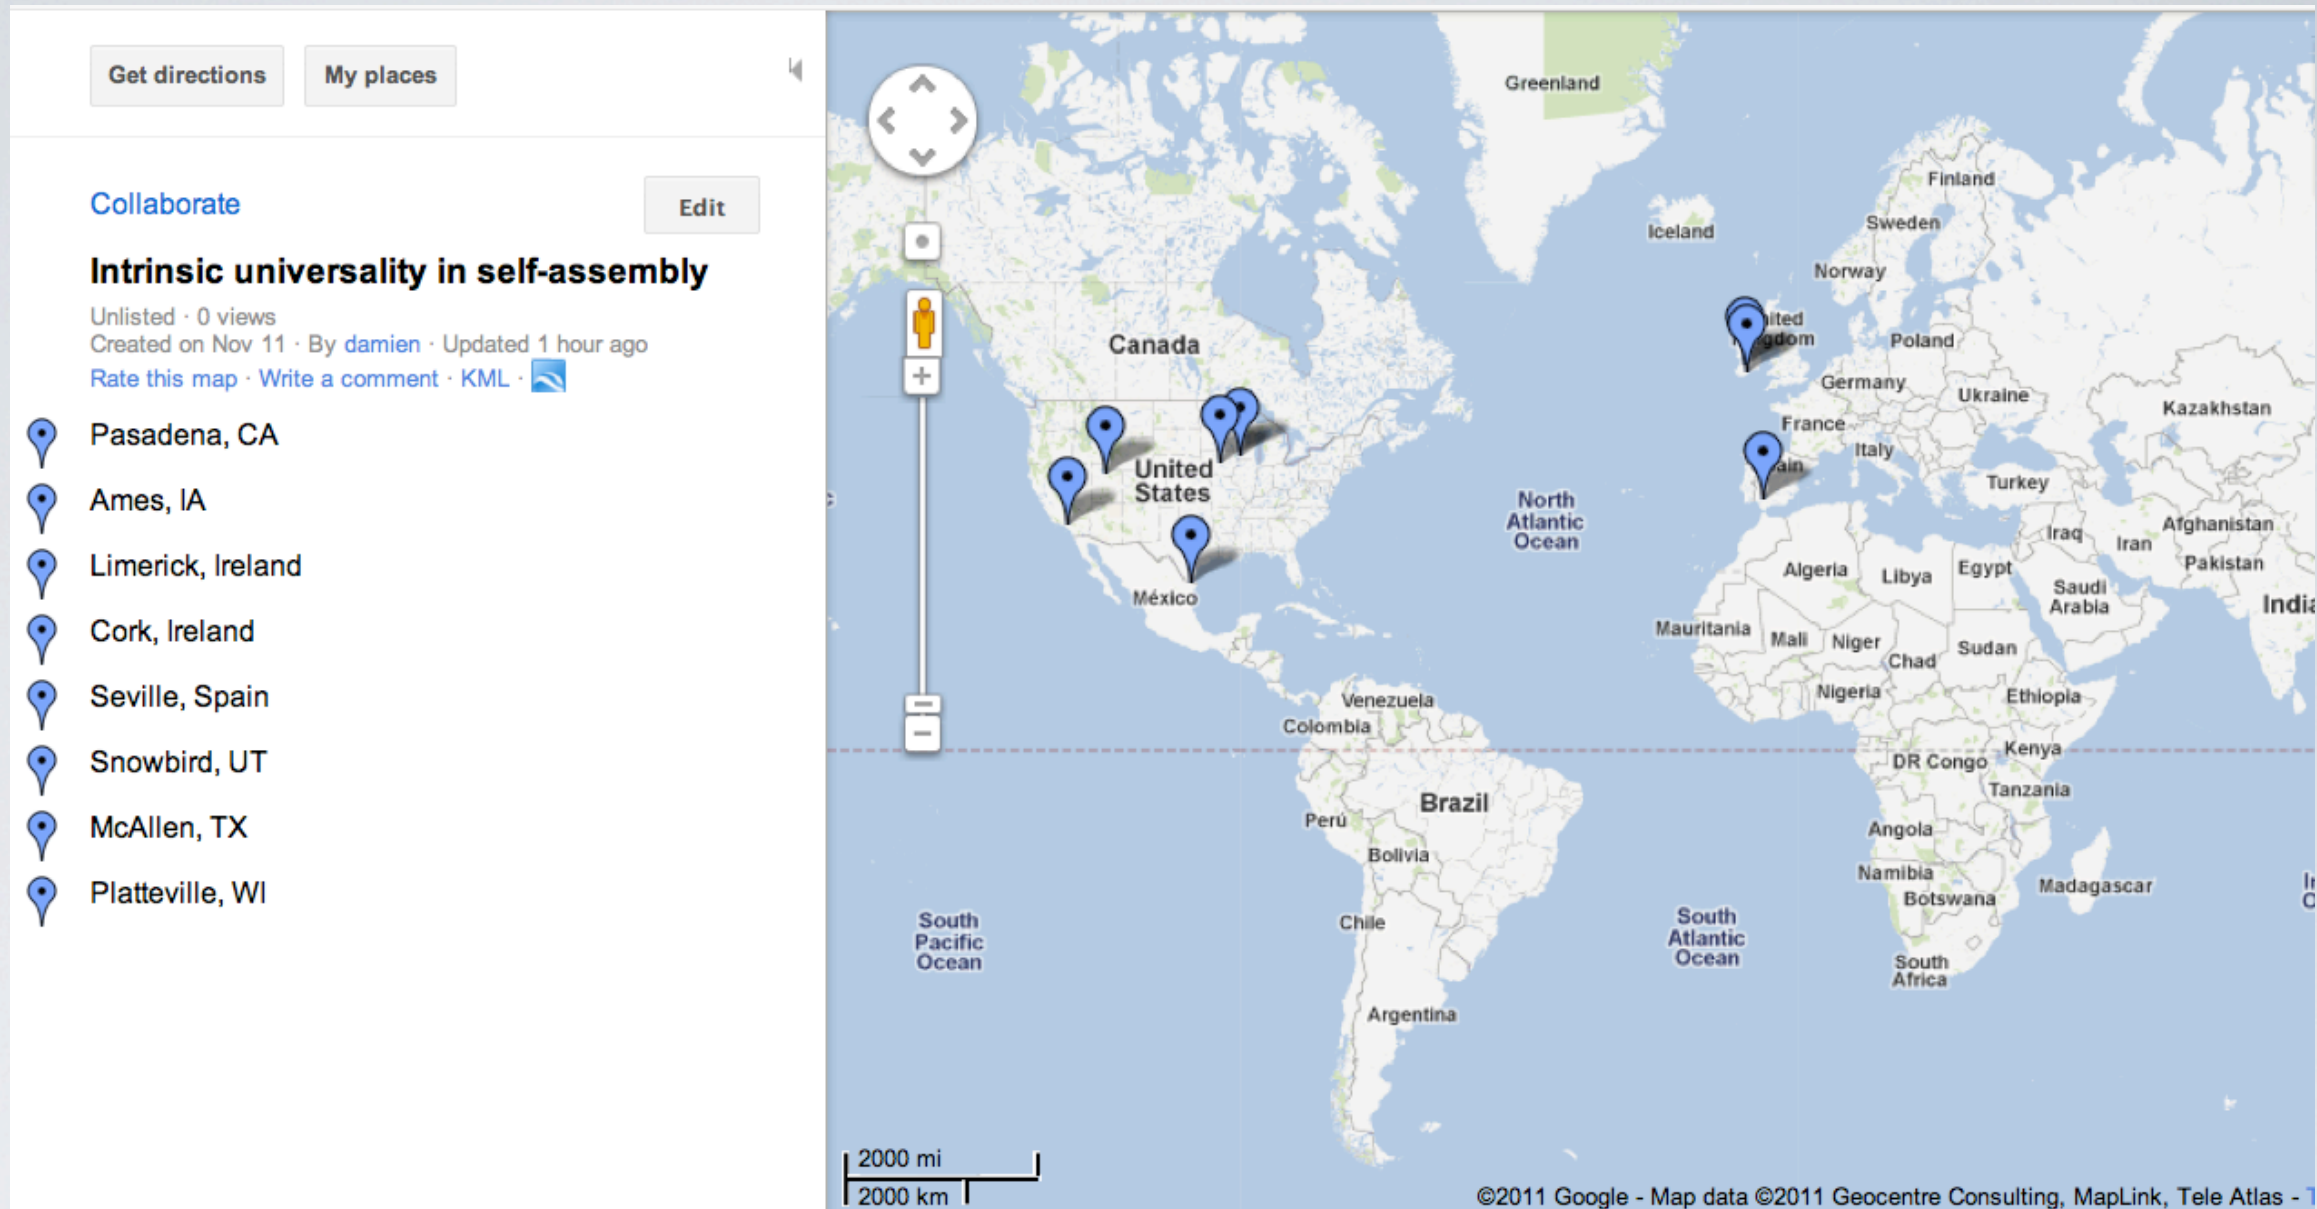 Get directions
My places
Collaborate
Edit
Intrinsic universality in self-assembly
Unlisted · 0 views
Created on Nov 11 · By damien · Updated 1 hour ago
Rate this map · Write a comment · KML ·
Pasadena, CA
Ames, IA
Limerick, Ireland
Cork, Ireland
Seville, Spain
Snowbird, UT
McAllen, TX
Platteville, WI
Greenland
Finland
Iceland
Sweden
Norway
Canada
Poland
Germany
Ukraine
France
Kazakhstan
Italy
United
States
Turkey
North
Atlantic
Ocean
Iraq
Iran
Afghanistan
Pakistan
Algeria
Libya
Egypt
Saudi
Arabia
México
Mauritania
Mali
Niger
Chad
Sudan
Nigeria
Ethiopia
Venezuela
Colombia
Kenya
DR Congo
Tanzania
Brazil
Perú
Angola
Bolivia
Namibia
Botswana
Madagascar
Chile
South
Pacific
Ocean
South
Atlantic
Ocean
South
Africa
Argentina
2000 mi
2000 km
©2011 Google - Map data ©2011 Geocentre Consulting, MapLink, Tele Atlas -